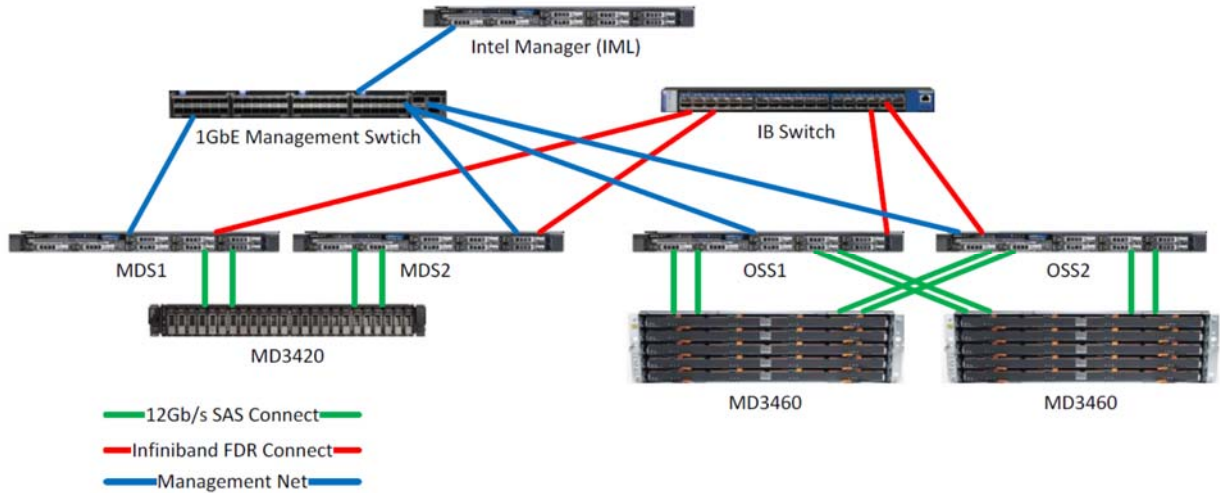 Intel Manager (IML)
1GbE Management Swtich
IB Switch
MDS1
MDS2
OSS1
OSS2
MD3420
MD3460
MD3460
12Gb/s SAS Connect
Infiniband FDR Connect
Management Net